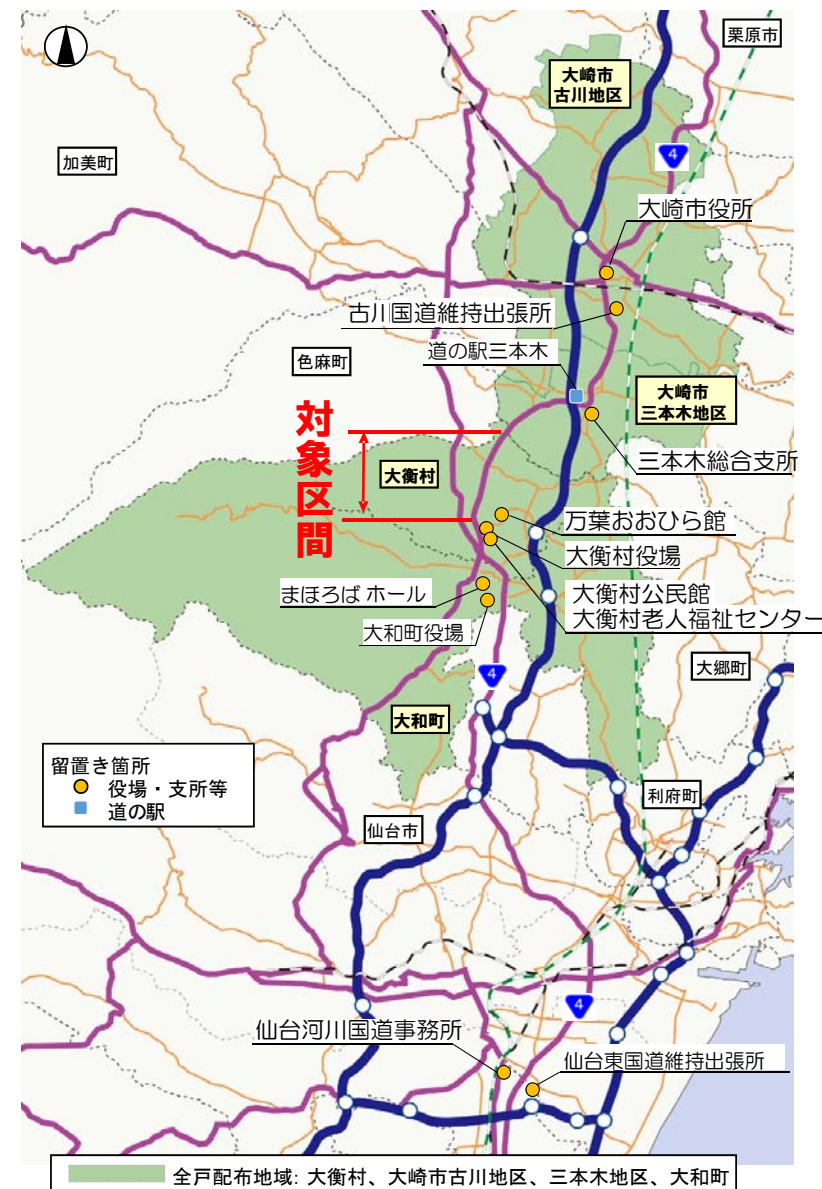 栗原市
大崎市
古川地区
加美町
4
大崎市役所
古川国道維持出張所
道の駅三本木
色麻町
大崎市
三本木地区
対象区間
大衡村
三本木総合支所
万葉おおひら館
大衡村役場
まほろば ホール
大衡村公民館
大衡村老人福祉センター
大和町役場
大郷町
4
大和町
留置き箇所
役場・支所等
道の駅
利府町
仙台市
4
仙台河川国道事務所
仙台東国道維持出張所
全戸配布地域: 大衡村、大崎市古川地区、三本木地区、大和町